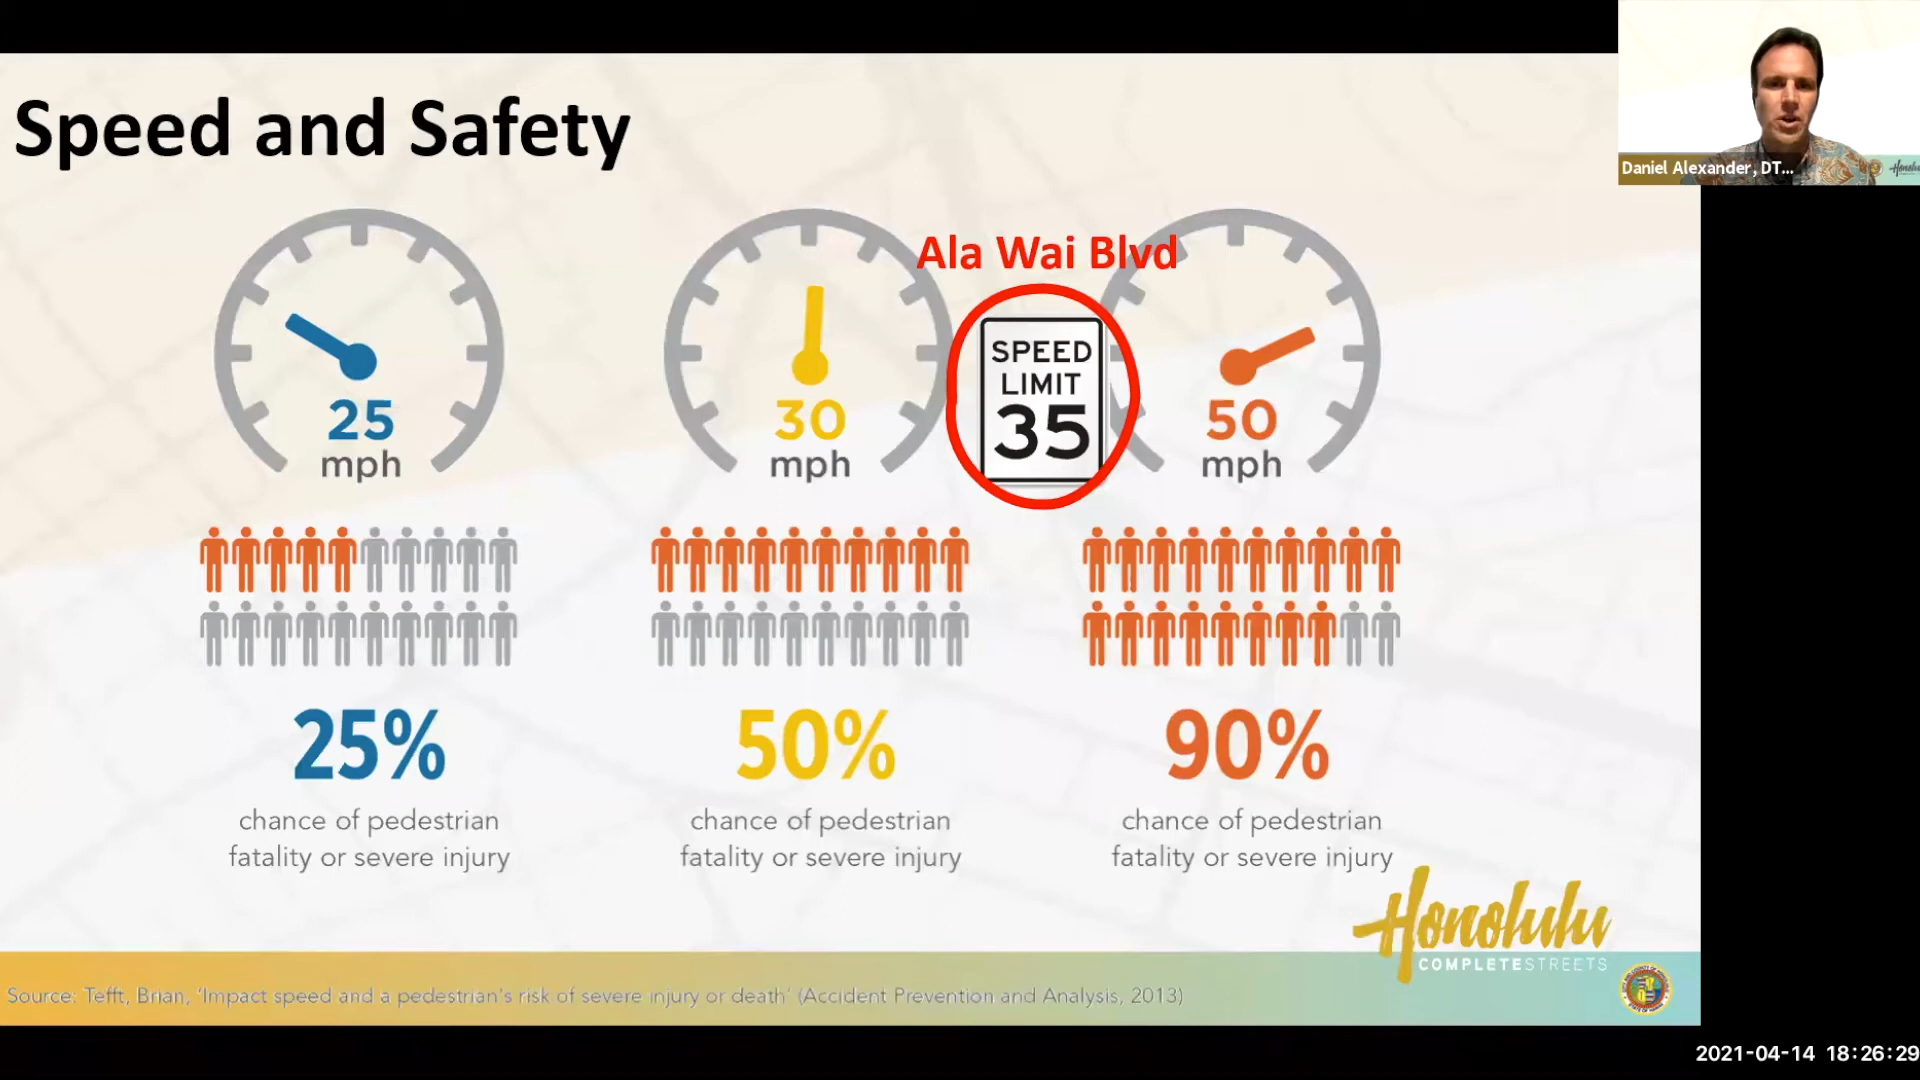 Speed and Safety
Daniel Alexander, DT...
Ala Wai Blvd
SPEED
LIMIT
35
25
mph
30
mph
50
mph
25%
chance of pedestrian
fatality or severe injury
50%
chance of pedestrian
fatality or severe injury
90%
chance of pedestrian
fatality or severe injury
Honolulu
COMPLETESTREETS
Source: Tefft, Brian, 'Impact speed and a pedestrian's risk of severe injury or death' (Accident Prevention and Analysis, 2013)
2021-04-14 18:26:29